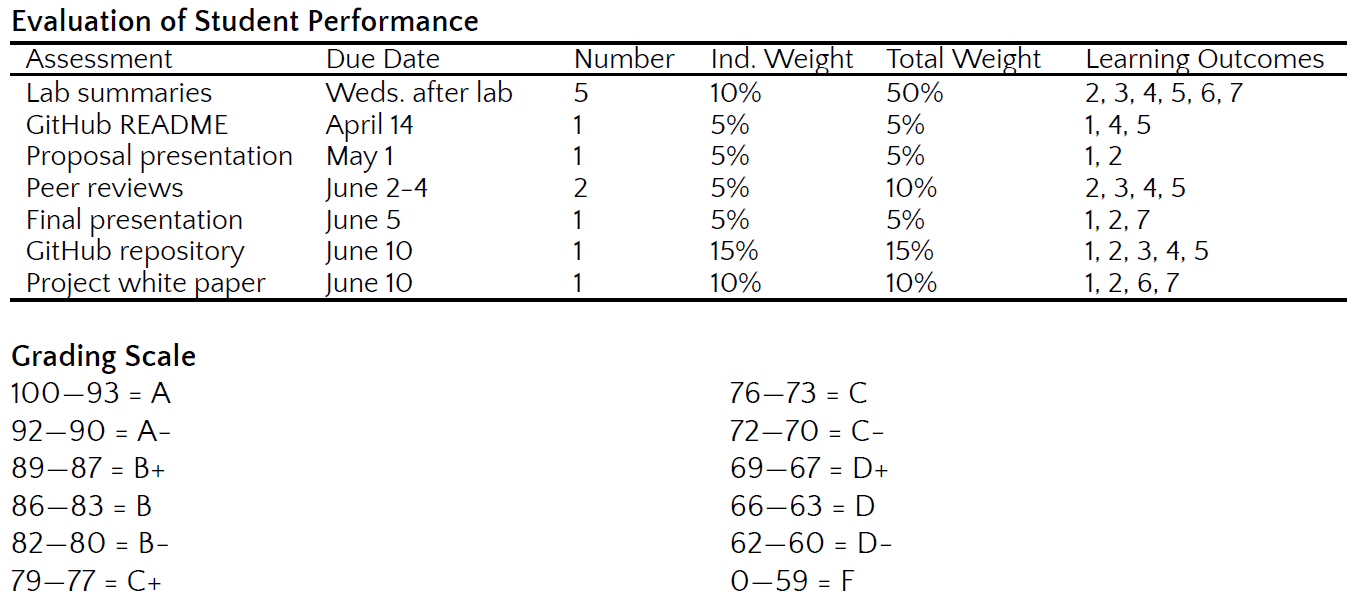 Evaluation of Student Performance
Assessment Due Date Number Ind. Weight Total Weight Learning Outcomes
Lab summaries Weds. after lab 5 10% 50% 2, 3, 4, 5, 6, 7
GitHub README April 14 1 5% 5% 1, 4, 5
Proposal presentation May 1 1 5% 5% 1, 2
Peer reviews June 2–4 2 5% 10% 2, 3, 4, 5
Final presentation June 5 1 5% 5% 1, 2, 7
GitHub repository June 10 1 15% 15% 1, 2, 3, 4, 5
Project white paper June 10 1 10% 10% 1, 2, 6, 7
Grading Scale
100—93 = A
92—90 = A-
89—87 = B+
86—83 = B
82—80 = B-
79—77 = C+
76—73 = C
72—70 = C-
69—67 = D+
66—63 = D
62—60 = D-
0—59 = F